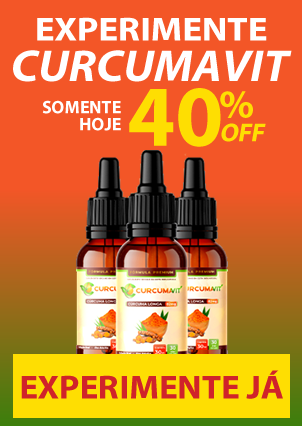 EXPERIMENTE
CURCUMAVIT
SOMENTE
HOJE
40%
OFF
CURCUMAVIT
CURCUMA LONGA
EXPERIMENTE JÁ